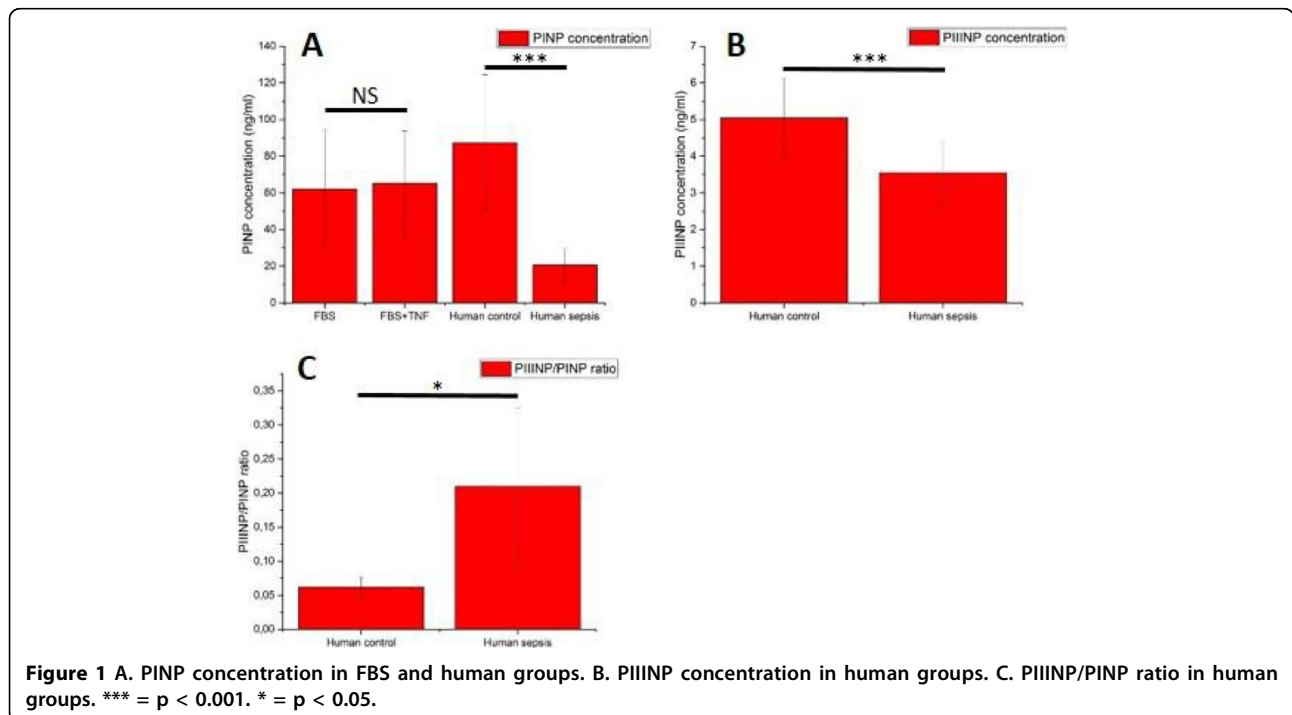 A
PINP concentration
PINP concentration (ng/ml)
140
120
100
80
60
40
20
0
NS
***
FBS
FBS+TNF
Human control
Human sepsis
B
PIIINP concentration
PIIINP concentration (ng/ml)
7
6
5
4
3
2
1
0
***
Human control
Human sepsis
C
PIIINP/PINP ratio
PIIINP/PINP ratio
0,35
0,30
0,25
0,20
0,15
0,10
0,05
0,00
*
Human control
Human sepsis
Figure 1 A. PINP concentration in FBS and human groups. B. PIIINP concentration in human groups. C. PIIINP/PINP ratio in human
groups. *** = p < 0.001. * = p < 0.05.